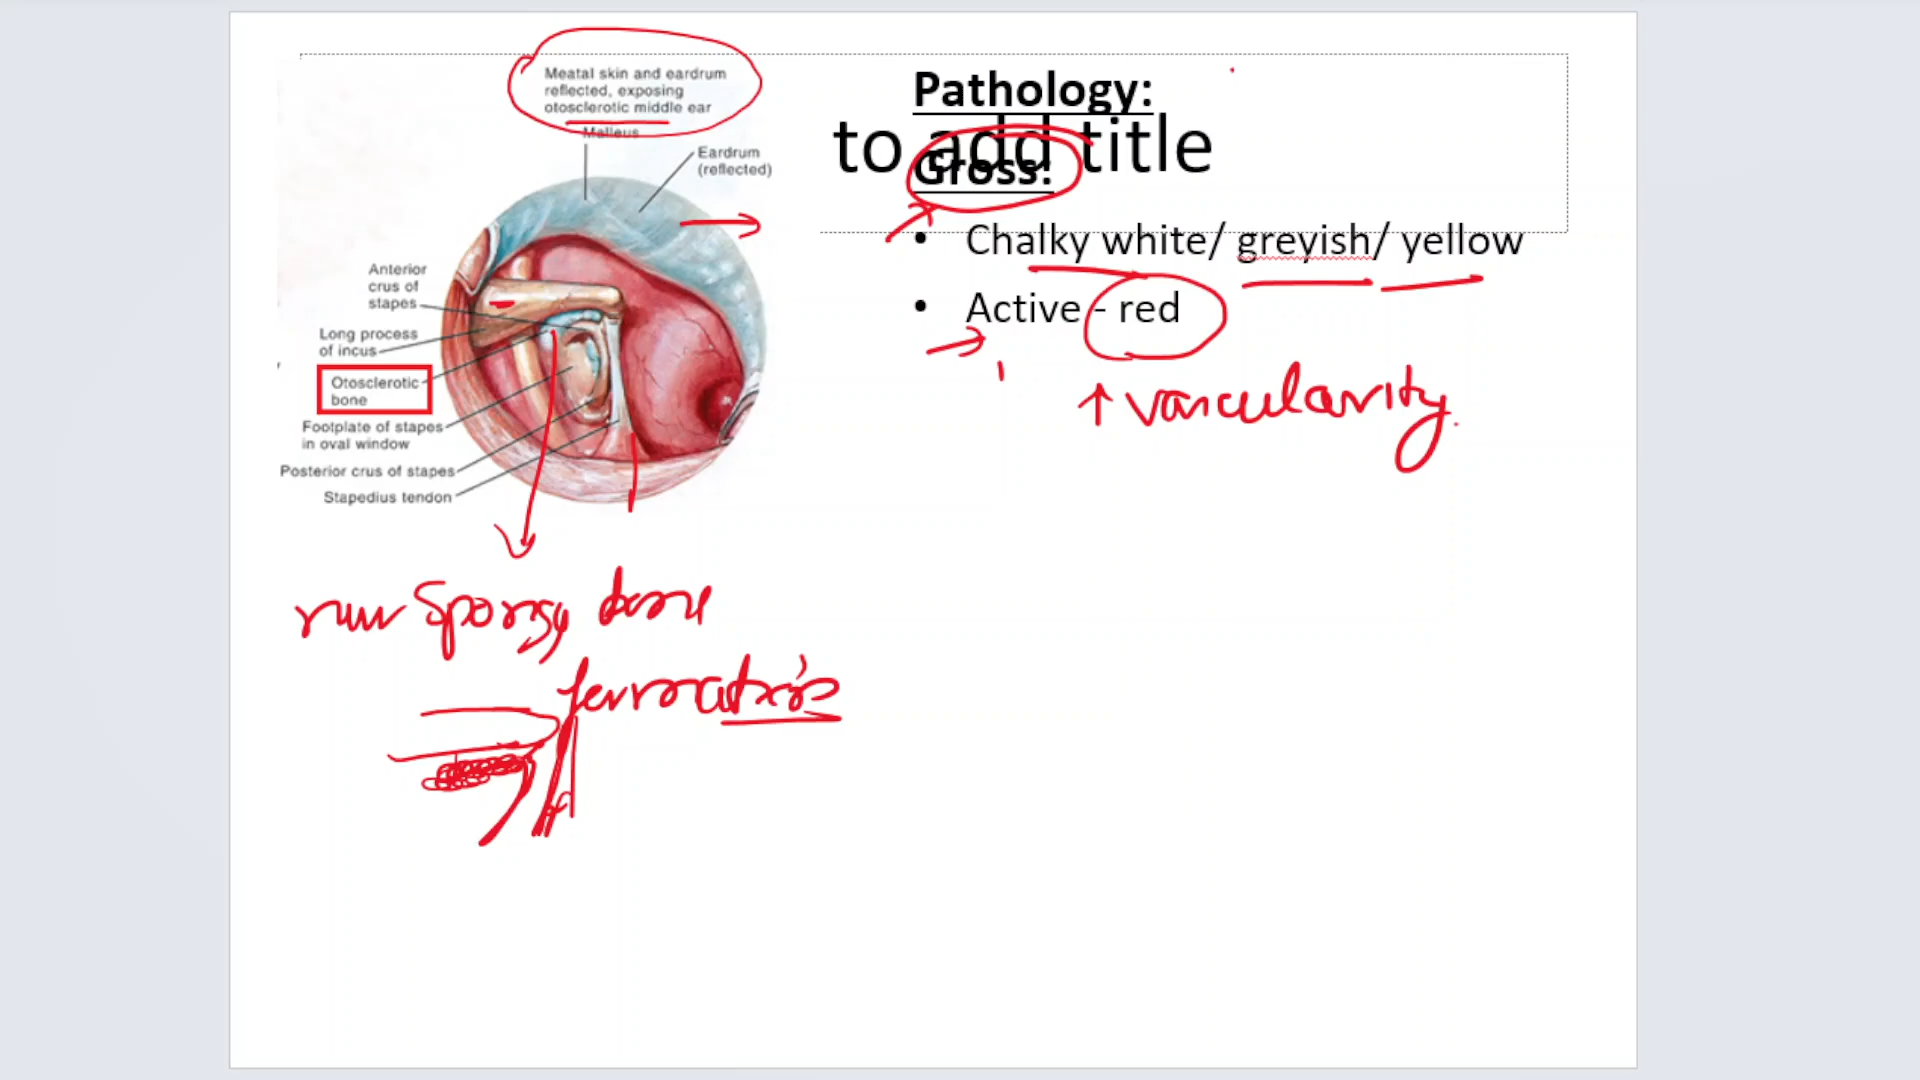 Meatal skin and eardrum
reflected, exposing
otosclerotic middle ear
Malleus
Eardrum
(reflected)
Anterior
crus of
stapes
Long process
of incus
Otosclerotic
bone
Footplate of stapes
in oval window
Posterior crus of stapes
Stapedius tendon
new spongy bone
Pathology:
to add title
Gross:
• Chalky white/ greyish/ yellow
• Active - red
↑ vascularity